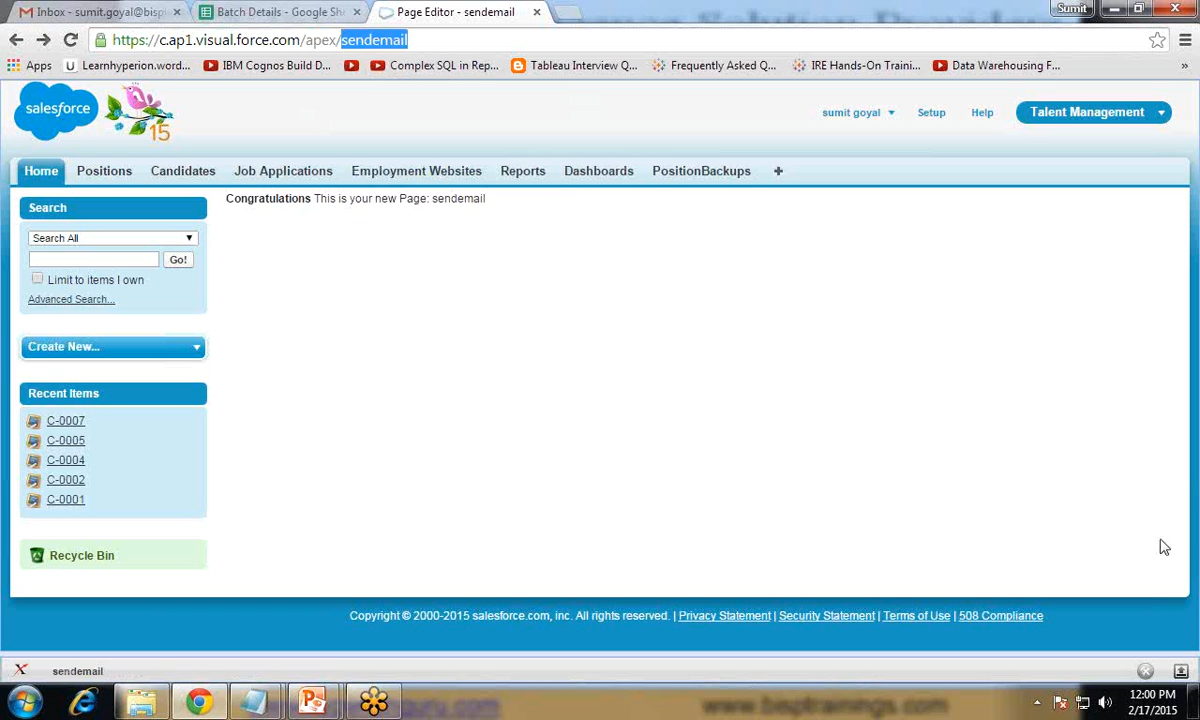 Inbox - sumit.goyal@bisp
Batch Details - Google She
Page Editor - sendemail
Sumit
https://c.ap1.visual.force.com/apex/sendemail
Apps
Learnhyperion.word...
IBM Cognos Build D...
Complex SQL in Rep...
Tableau Interview Q...
Frequently Asked Q...
IRE Hands-On Traini...
Data Warehousing F...
»
salesforce
15
sumit goyal
Setup
Help
Talent Management
Home
Positions
Candidates
Job Applications
Employment Websites
Reports
Dashboards
PositionBackups
Search
Search All
Go!
Limit to items I own
Advanced Search...
Congratulations This is your new Page: sendemail
Create New...
Recent Items
C-0007
C-0005
C-0004
C-0002
C-0001
Recycle Bin
Copyright © 2000-2015 salesforce.com, inc. All rights reserved. | Privacy Statement | Security Statement | Terms of Use | 508 Compliance
sendemail
www.bisptrainings.com
12:00 PM
2/17/2015